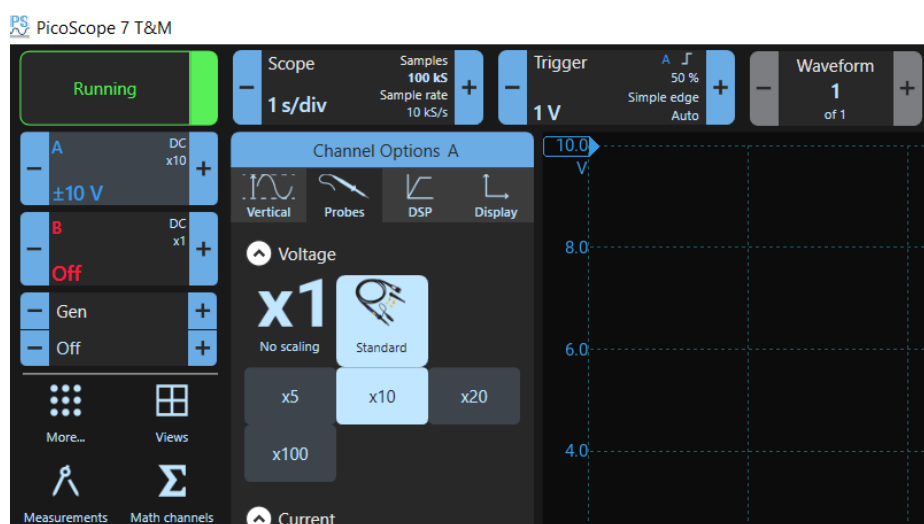 PS
PicoScope 7 T&M
Running
Scope
1 s/div
Samples
100 kS
Sample rate
10 kS/s
Trigger
1 V
A
50 %
Simple edge
Auto
Waveform
1
of 1
A
DC
x10
±10 V
B
DC
x1
Off
Gen
Off
More...
Views
Measurements
Math channels
Channel Options A
Vertical
Probes
DSP
Display
Voltage
x1
No scaling
Standard
x5
x10
x20
x100
Current
10.0
V
8.0
6.0
4.0